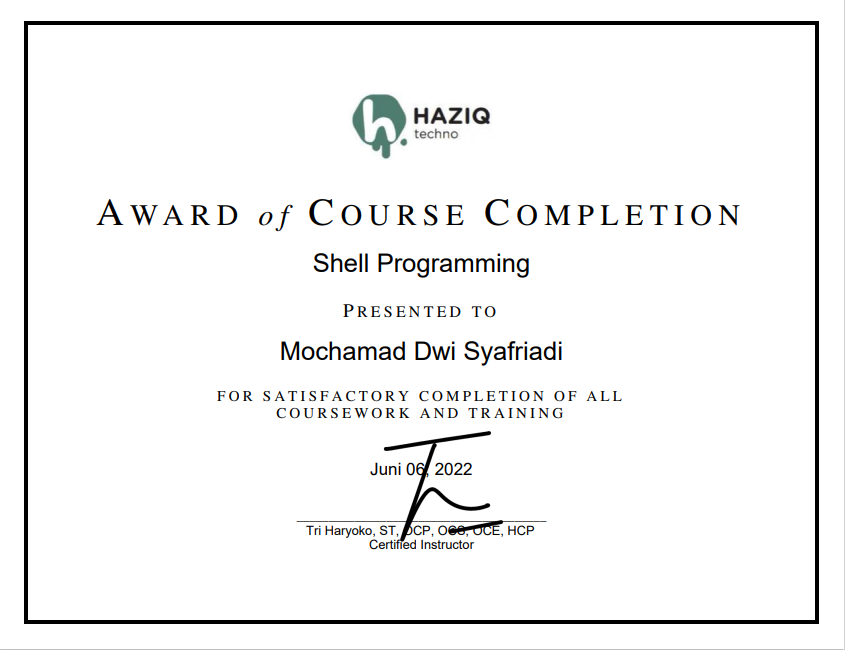 HAZIQ
techno
AWARD of COURSE COMPLETION
Shell Programming
PRESENTED TO
Mochamad Dwi Syafriadi
FOR SATISFACTORY COMPLETION OF ALL
COURSEWORK AND TRAINING
Juni 06, 2022
Tri Haryoko, ST, OCP, OCS, OCE, HCP
Certified Instructor